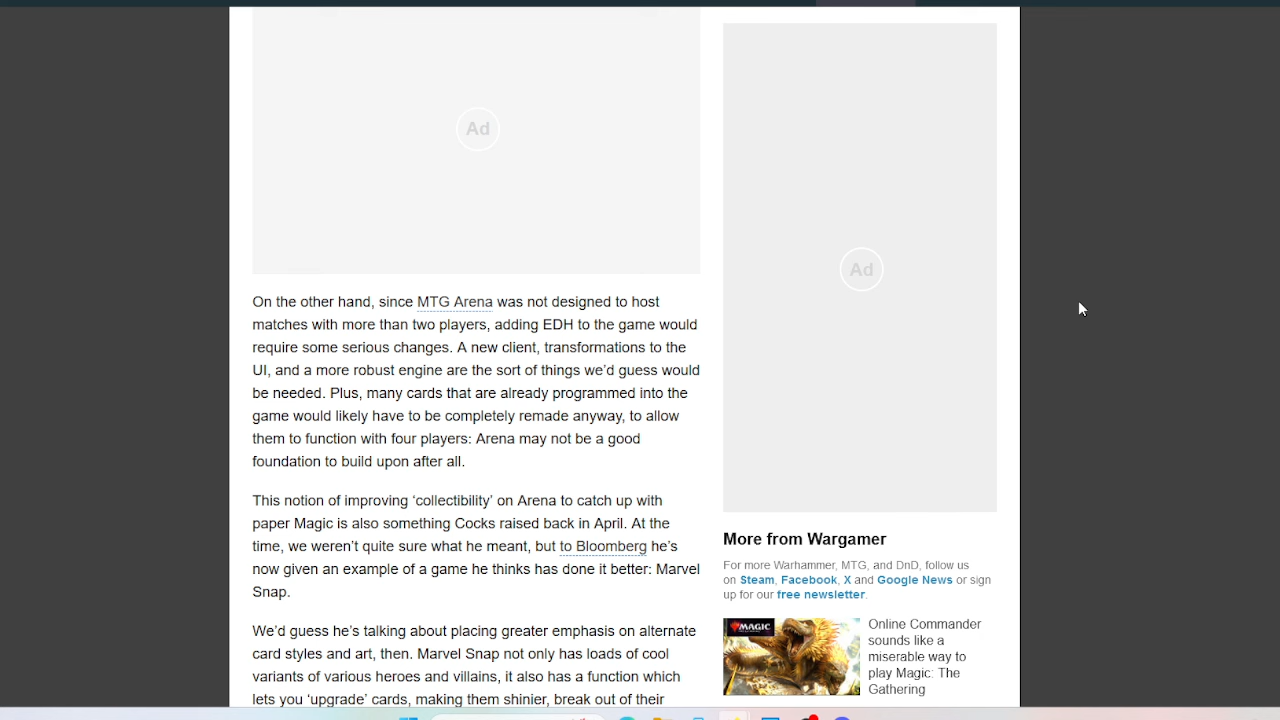 Ad
On the other hand, since MTG Arena was not designed to host
matches with more than two players, adding EDH to the game would
require some serious changes. A new client, transformations to the
UI, and a more robust engine are the sort of things we’d guess would
be needed. Plus, many cards that are already programmed into the
game would likely have to be completely remade anyway, to allow
them to function with four players: Arena may not be a good
foundation to build upon after all.
This notion of improving ‘collectibility’ on Arena to catch up with
paper Magic is also something Cocks raised back in April. At the
time, we weren’t quite sure what he meant, but to Bloomberg he’s
now given an example of a game he thinks has done it better: Marvel
Snap.
We’d guess he’s talking about placing greater emphasis on alternate
card styles and art, then. Marvel Snap not only has loads of cool
variants of various heroes and villains, it also has a function which
lets you ‘upgrade’ cards, making them shinier, break out of their
Ad
More from Wargamer
For more Warhammer, MTG, and DnD, follow us
on Steam, Facebook, X and Google News or sign
up for our free newsletter.
MAGIC
Online Commander
sounds like a
miserable way to
play Magic: The
Gathering